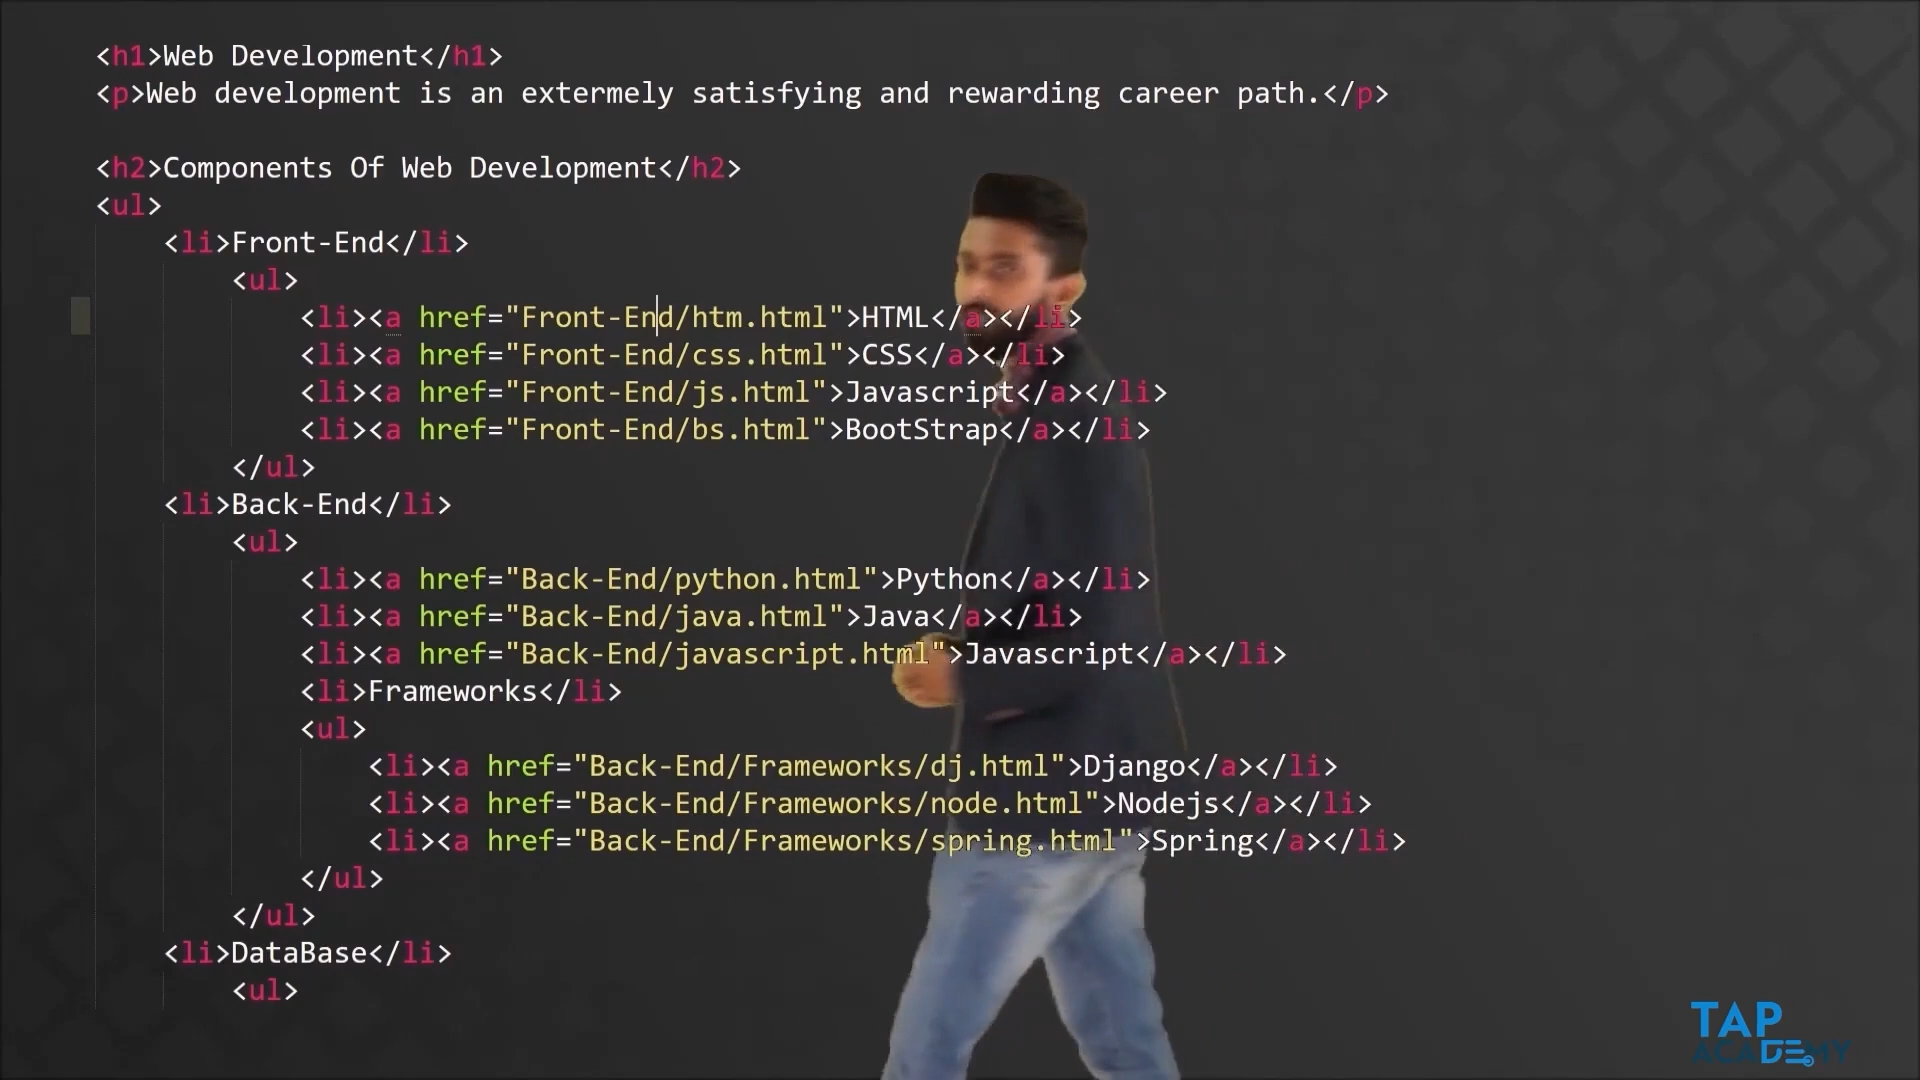 <h1>Web Development</h1>
<p>Web development is an extermely satisfying and rewarding career path.</p>
<h2>Components Of Web Development</h2>
<ul>
<li>Front-End</li>
<ul>
<li><a href="Front-End/htm.html">HTML</a></li>
<li><a href="Front-End/css.html">CSS</a></li>
<li><a href="Front-End/js.html">Javascript</a></li>
<li><a href="Front-End/bs.html">BootStrap</a></li>
</ul>
<li>Back-End</li>
<ul>
<li><a href="Back-End/python.html">Python</a></li>
<li><a href="Back-End/java.html">Java</a></li>
<li><a href="Back-End/javascript.html">Javascript</a></li>
<li>Frameworks</li>
<ul>
<li><a href="Back-End/Frameworks/dj.html">Django</a></li>
<li><a href="Back-End/Frameworks/node.html">Nodejs</a></li>
<li><a href="Back-End/Frameworks/spring.html">Spring</a></li>
</ul>
</ul>
<li>DataBase</li>
<ul>
TAP
ACADEMY